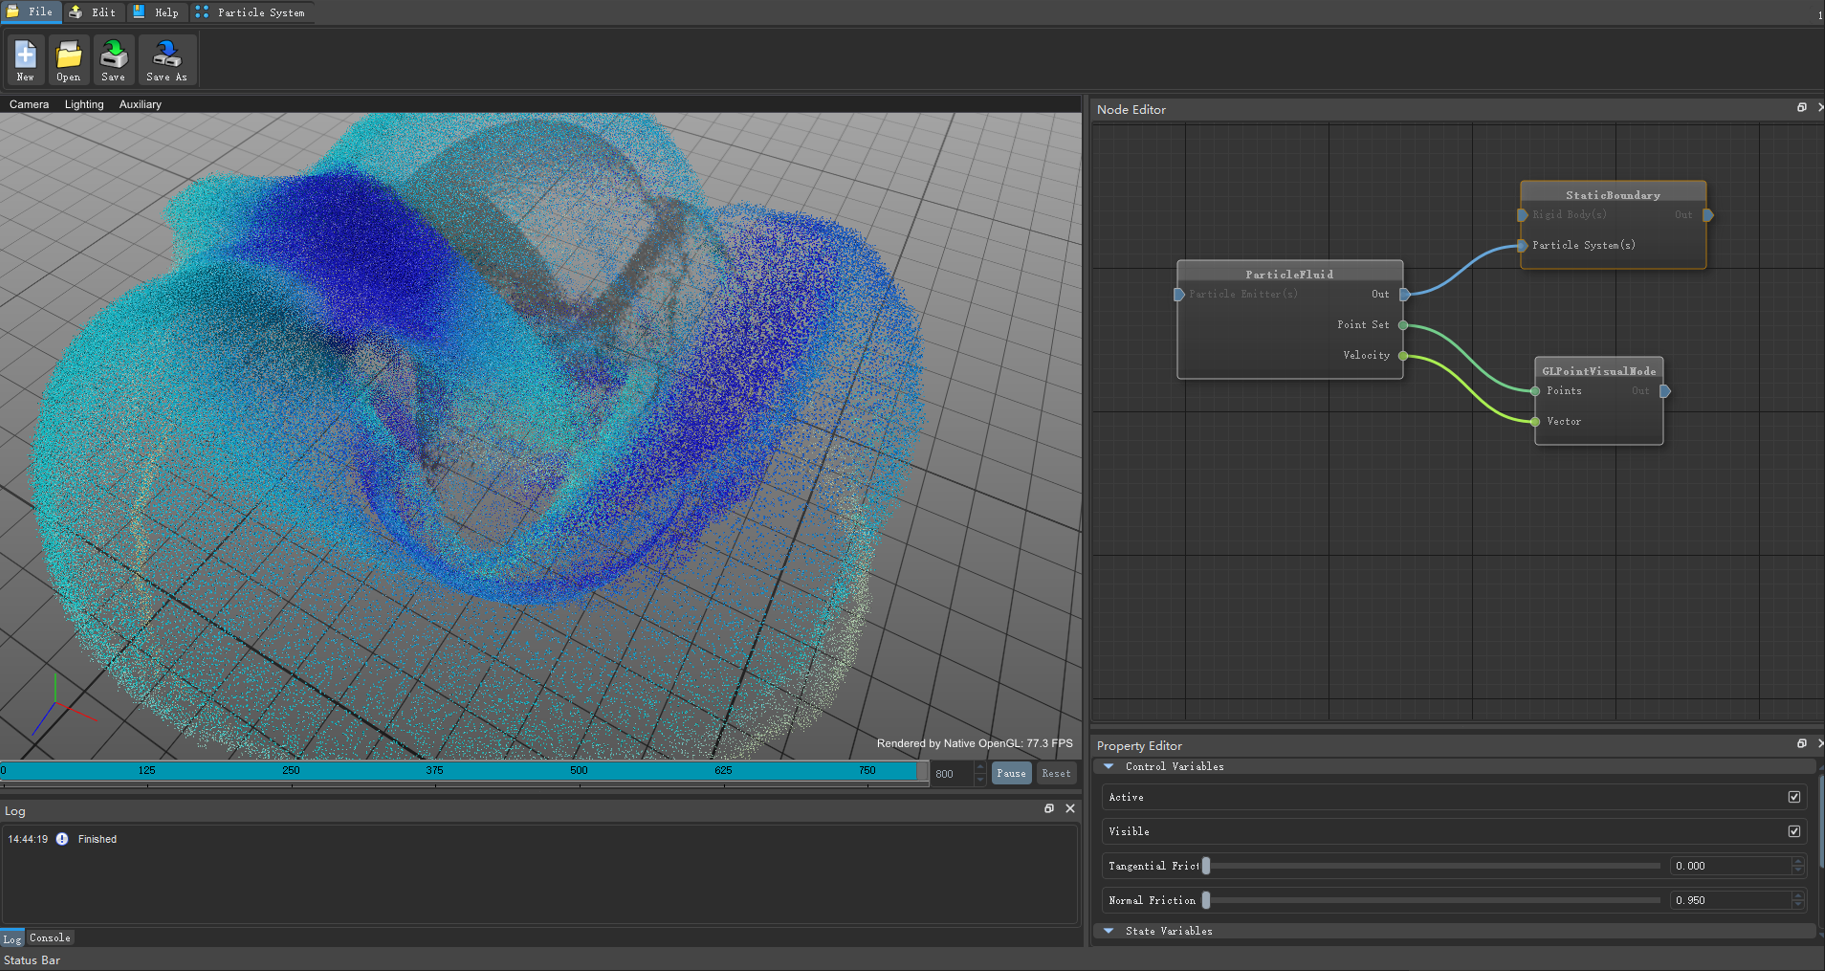 File Edit Help Particle System
1
New Open Save Save As
Camera Lighting Auxiliary
Rendered by Native OpenGL: 77.3 FPS
0 125 250 375 500 625 750
800 Pause Reset
Log
14:44:19 Finished
Log Console
Status Bar
Node Editor
StaticBoundary
Rigid Body(s) Out
Particle System(s)
ParticleFluid
Particle Emitter(s) Out
Point Set
Velocity
GLPointVisualNode
Points Out
Vector
Property Editor
Control Variables
Active
Visible
Tangential Frict 0.000
Normal Friction 0.950
State Variables